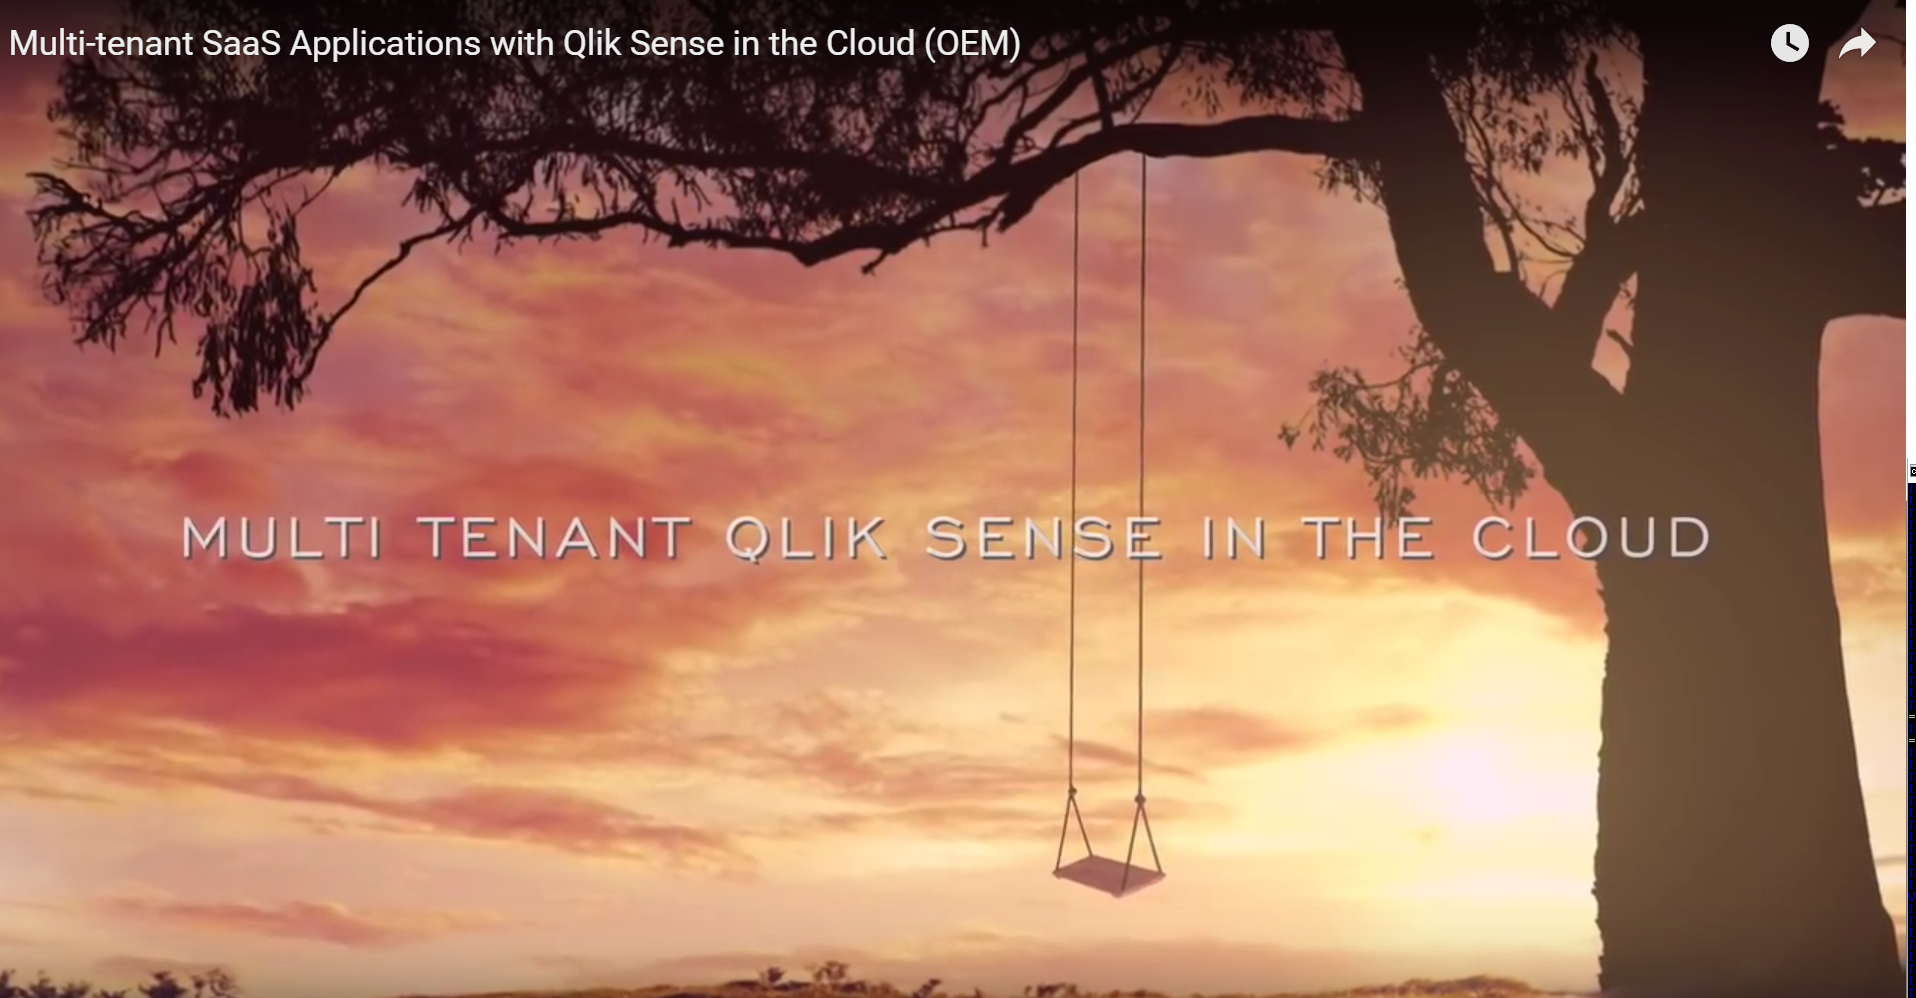 Multi-tenant SaaS Applications with Qlik Sense in the Cloud (OEM)
MULTI TENANT QLIK SENSE IN THE CLOUD